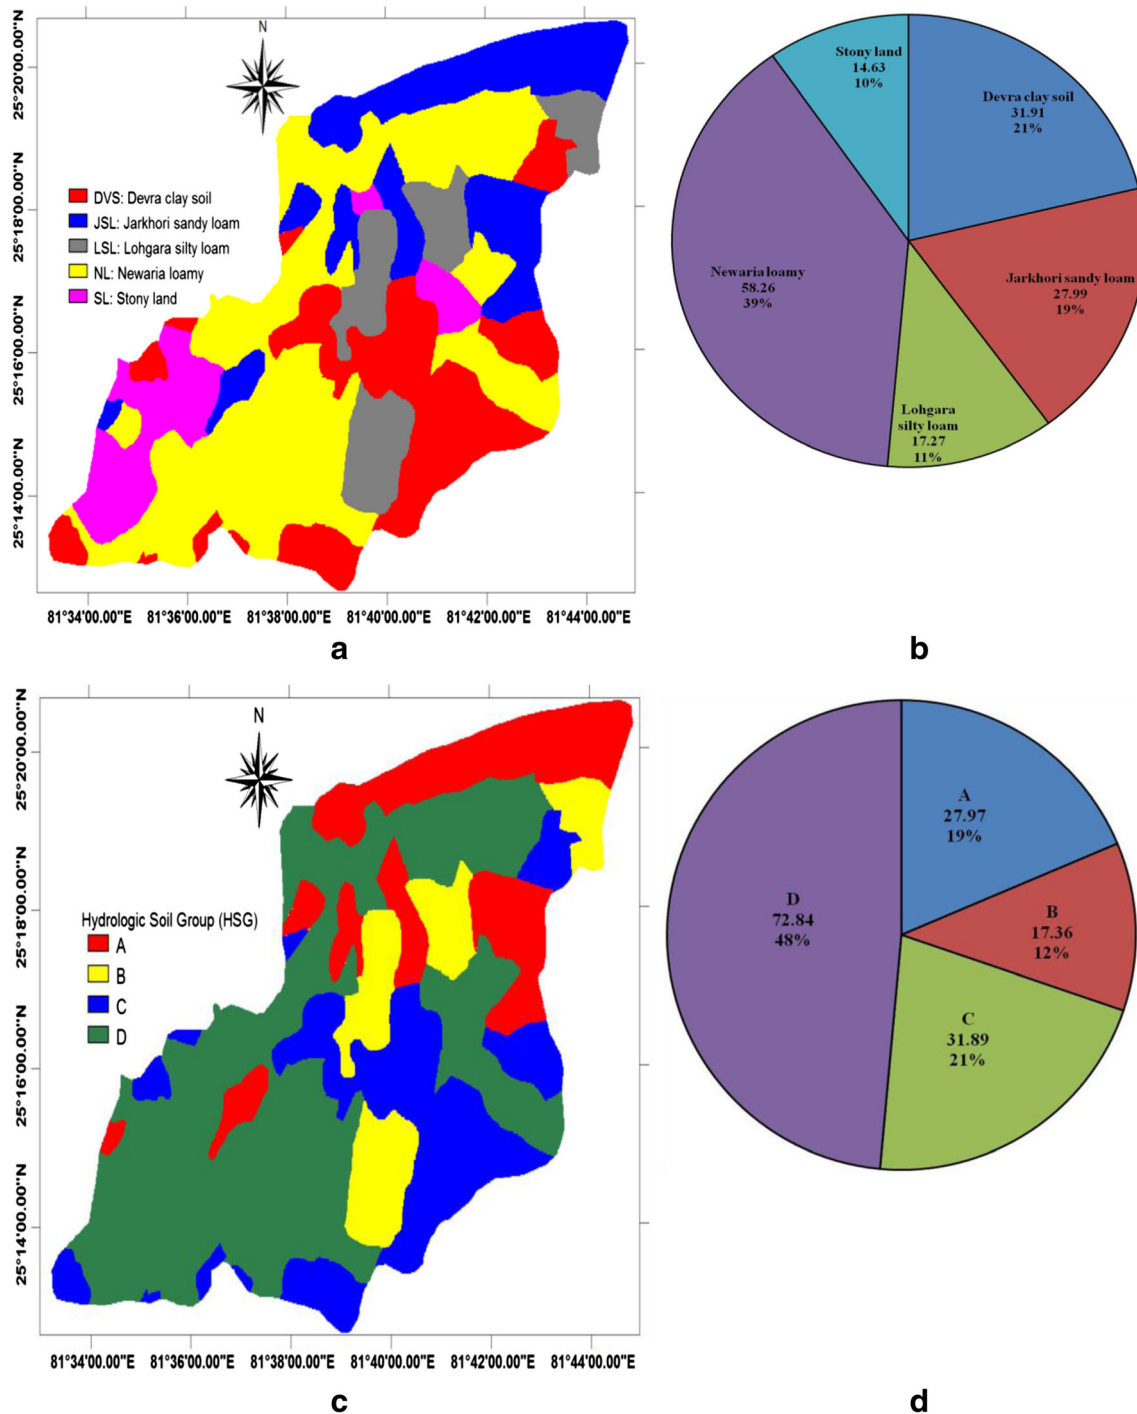 N
25°20'00.00"N
25°18'00.00"N
25°16'00.00"N
25°14'00.00"N
DVS: Devra clay soil
JSL: Jarkhori sandy loam
LSL: Lohgara silty loam
NL: Newaria loamy
SL: Stony land
81°34'00.00"E 81°36'00.00"E 81°38'00.00"E 81°40'00.00"E 81°42'00.00"E 81°44'00.00"E
a
Stony land
14.63
10%
Devra clay soil
31.91
21%
Newaria loamy
58.26
39%
Jarkhori sandy loam
27.99
19%
Lohgara
silty loam
17.27
11%
b
N
25°20'00.00"N
25°18'00.00"N
25°16'00.00"N
25°14'00.00"N
Hydrologic Soil Group (HSG)
A
B
C
D
81°34'00.00"E 81°36'00.00"E 81°38'00.00"E 81°40'00.00"E 81°42'00.00"E 81°44'00.00"E
c
A
27.97
19%
D
72.84
48%
B
17.36
12%
C
31.89
21%
d